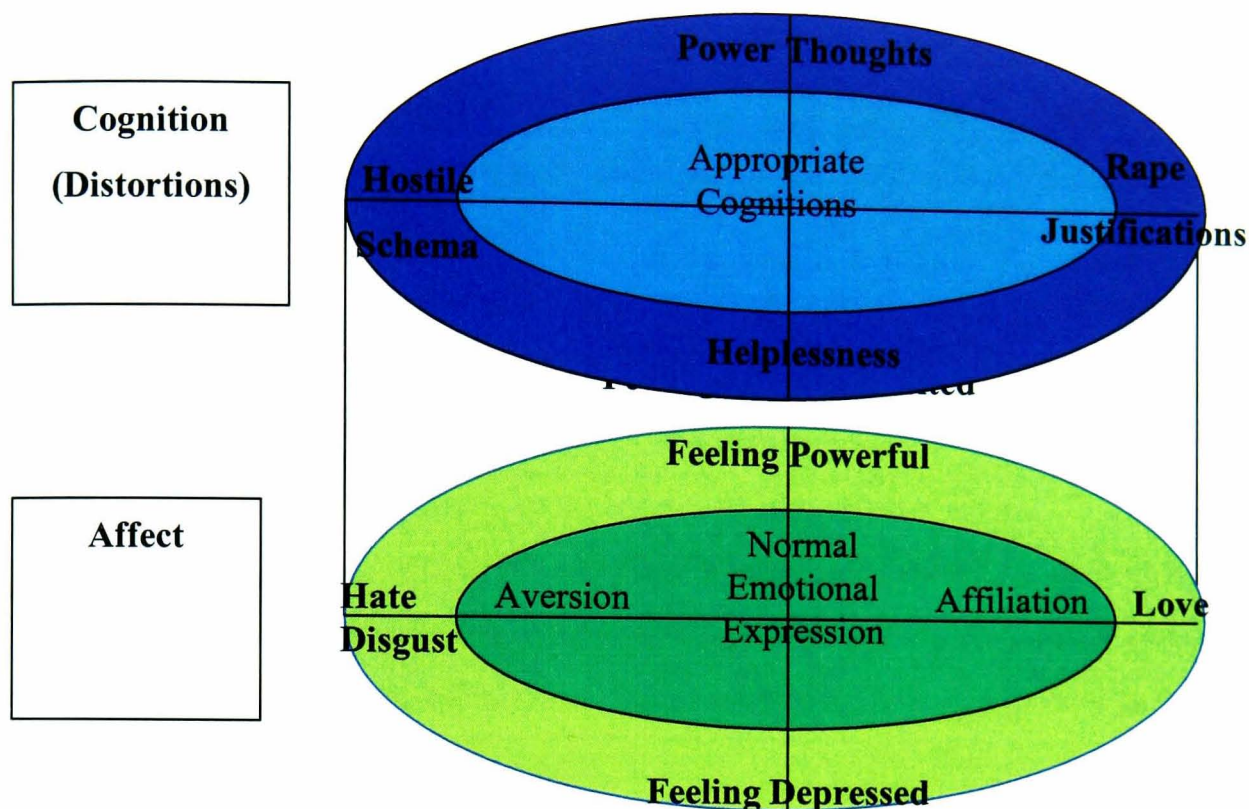 Cognition
(Distortions)
Power Thoughts
Appropriate
Cognitions
Hostile
Schema
Rape
Justifications
Helplessness
Affect
Feeling Powerful
Normal
Emotional
Expression
Aversion
Affiliation
Hate
Disgust
Love
Feeling Depressed